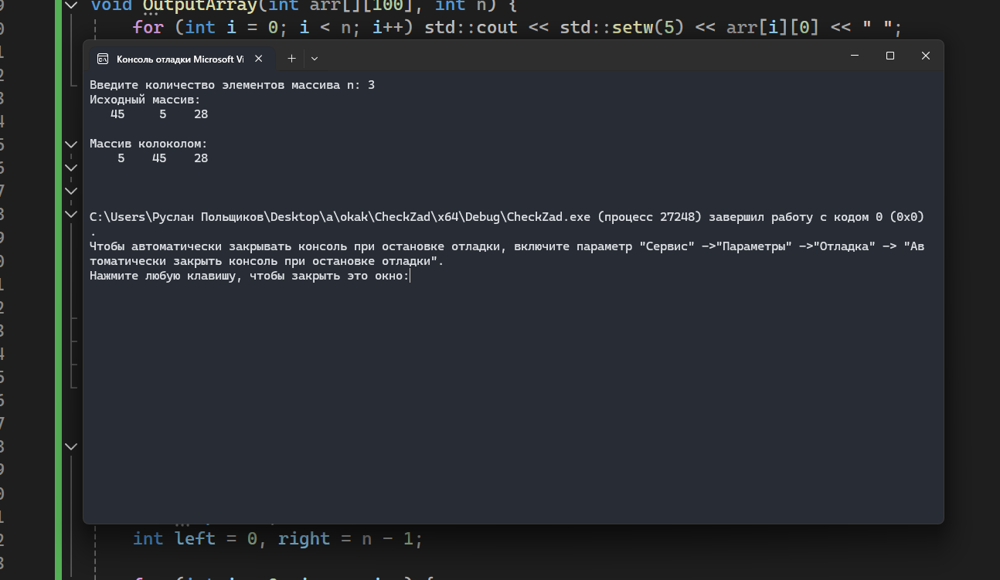 void OutputArray(int arr[][100], int n) {
for (int i = 0; i < n; i++) std::cout << std::setw(5) << arr[i][0] << " ";
Консоль отладки Microsoft Vi
Введите количество элементов массива n: 3
Исходный массив:
45 5 28
Массив колоколом:
5 45 28
C:\Users\Руслан Польщиков\Desktop\a\okak\CheckZad\x64\Debug\CheckZad.exe (процесс 27248) завершил работу с кодом 0 (0x0)
.
Чтобы автоматически закрывать консоль при остановке отладки, включите параметр "Сервис" ->"Параметры" ->"Отладка" -> "Ав
томатически закрыть консоль при остановке отладки".
Нажмите любую клавишу, чтобы закрыть это окно:
int left = 0, right = n - 1;